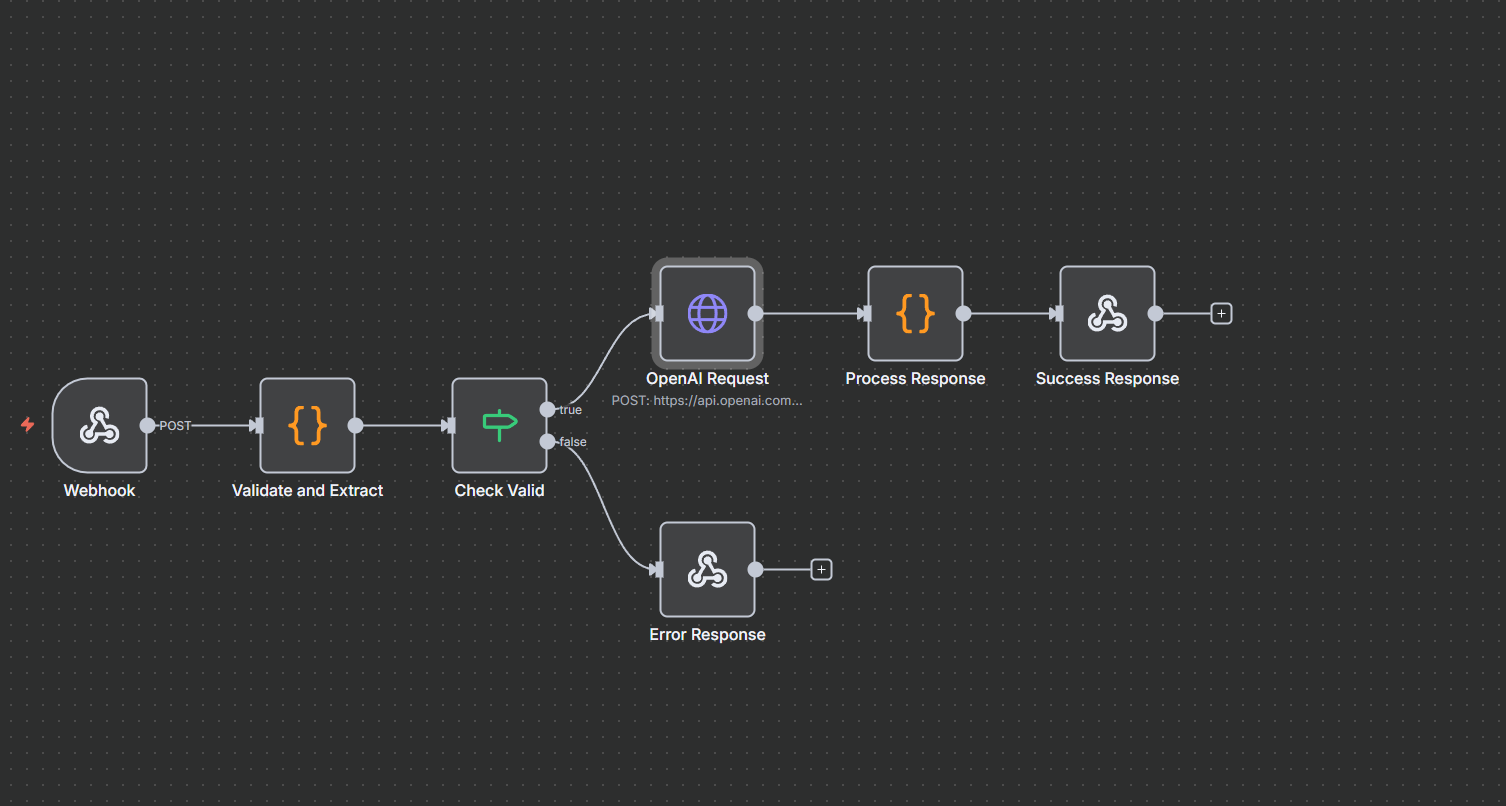 OpenAI Request
POST: https://api.openai.com...
Process Response
Success Response
true
POST
false
Webhook
Validate and Extract
Check Valid
Error Response